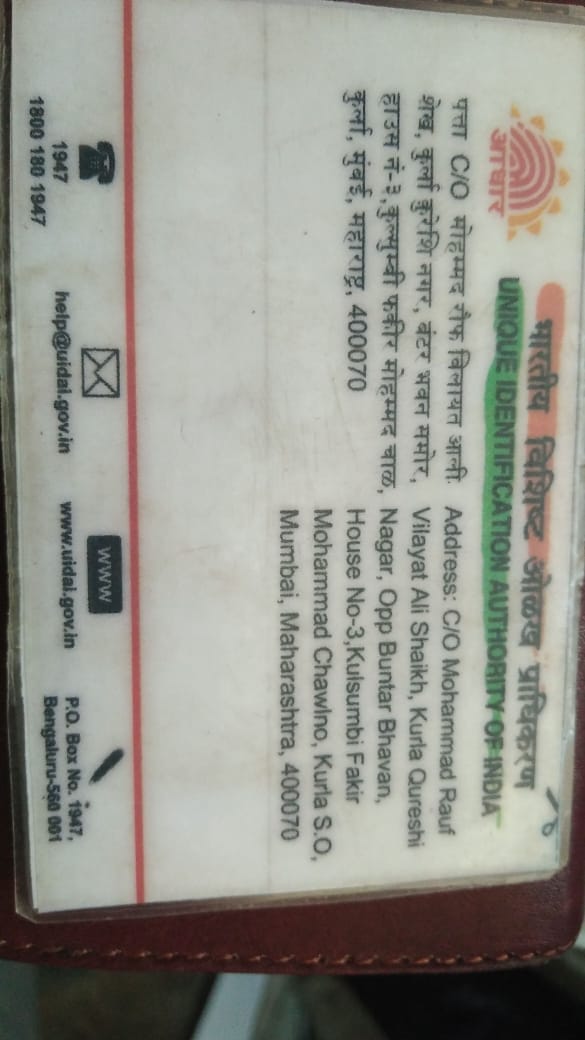 आधार
भारतीय विशिष्ट ओळख प्राधिकरण
UNIQUE IDENTIFICATION AUTHORITY OF INDIA
पत्ता C/O मोहम्मद रौफ विलायत आली
शेख, कुर्ला कुरेशि नगर, बंटर भवन समोर,
हाउस नं-३,कुल्सुम्बी फकीर मोहम्मद चाळ,
कुर्ला, मुंबई, महाराष्ट्र, 400070
Address: C/O Mohammad Rauf
Vilayat Ali Shaikh, Kurla Qureshi
Nagar, Opp Buntar Bhavan,
House No-3,Kulsumbi Fakir
Mohammad Chawlno, Kurla S.O,
Mumbai, Maharashtra, 400070
1947
1800 180 1947
help@uidai.gov.in
WWW
www.uidai.gov.in
P.O. Box No. 1947,
Bengaluru-560 001